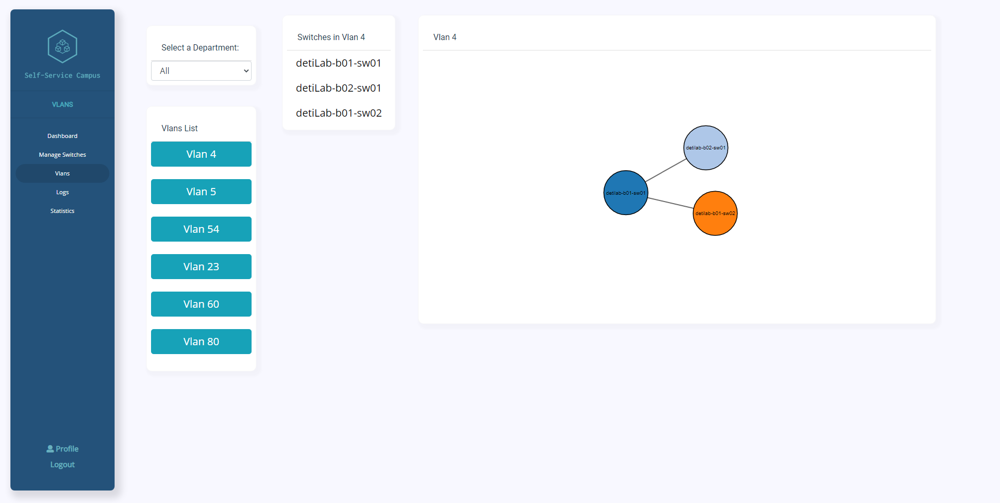 Self-Service Campus
VLANS
Dashboard
Manage Switches
Vlans
Logs
Statistics
Profile
Logout
Select a Department:
All
Vlans List
Vlan 4
Vlan 5
Vlan 54
Vlan 23
Vlan 60
Vlan 80
Switches in Vlan 4
detiLab-b01-sw01
detiLab-b02-sw01
detiLab-b01-sw02
Vlan 4
detilab-b02-sw01
detilab-b01-sw01
detilab-b01-sw02